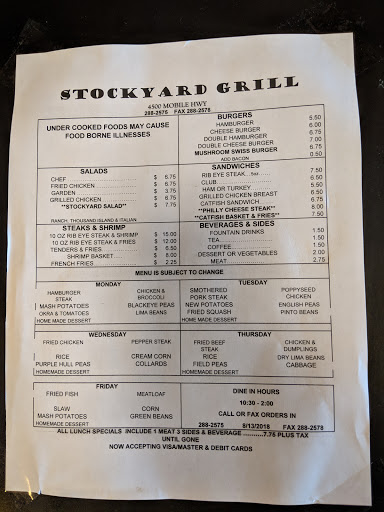 STOCKYARD GRILL
4500 MOBILE HWY
288-2575 FAX 288-2578
UNDER COOKED FOODS MAY CAUSE
FOOD BORNE ILLNESSES
BURGERS
HAMBURGER 5.50
CHEESE BURGER 6.75
DOUBLE HAMBURGER 7.00
DOUBLE CHEESE BURGER
MUSHROOM SWISS BURGER 6.75
ADD BACON 0.50
SALADS
CHEF $ 6.75
FRIED CHICKEN $ 6.75
GARDEN $ 3.75
GRILLED CHICKEN $ 6.75
**STOCKYARD SALAD** $ 7.75
RANCH, THOUSAND ISLAND & ITALIAN
SANDWICHES
RIB EYE STEAK 5oz 7.50
CLUB 6.50
HAM OR TURKEY 5.50
GRILLED CHICKEN BREAST 6.50
CATFISH SANDWICH 6.75
**PHILLY CHEESE STEAK** 8.00
**CATFISH BASKET & FRIES** 7.50
STEAKS & SHRIMP
10 OZ RIB EYE STEAK & SHRIMP $ 15.00
10 OZ RIB EYE STEAK & FRIES $ 12.00
TENDERS & FRIES $ 6.50
SHRIMP BASKET $ 8.00
FRENCH FRIES $ 2.25
BEVERAGES & SIDES
FOUNTAIN DRINKS 1.50
TEA 1.50
COFFEE 1.50
DESSERT OR VEGETABLES 2.00
MEAT 2.75
MENU IS SUBJECT TO CHANGE
MONDAY
HAMBURGER STEAK
CHICKEN & BROCCOLI
MASH POTATOES BLACKEYE PEAS
OKRA & TOMATOES LIMA BEANS
HOME MADE DESSERT
TUESDAY
SMOTHERED PORK STEAK
POPPYSEED CHICKEN
NEW POTATOES ENGLISH PEAS
FRIED SQUASH PINTO BEANS
HOME MADE DESSERT
WEDNESDAY
FRIED CHICKEN PEPPER STEAK
RICE CREAM CORN
PURPLE HULL PEAS COLLARDS
HOMEMADE DESSERT
THURSDAY
FRIED BEEF STEAK
CHICKEN & DUMPLINGS
RICE DRY LIMA BEANS
FIELD PEAS CABBAGE
HOMEMADE DESSERT
FRIDAY
FRIED FISH MEATLOAF
SLAW CORN
MASH POTATOES GREEN BEANS
HOMEMADE DESSERT
DINE IN HOURS
10:30 - 2:00
CALL OR FAX ORDERS IN
288-2575 8/13/2018 FAX 288-2578
ALL LUNCH SPECIALS INCLUDE 1 MEAT 3 SIDES & BEVERAGE ..........7.75 PLUS TAX
UNTIL GONE
NOW ACCEPTING VISA/MASTER & DEBIT CARDS